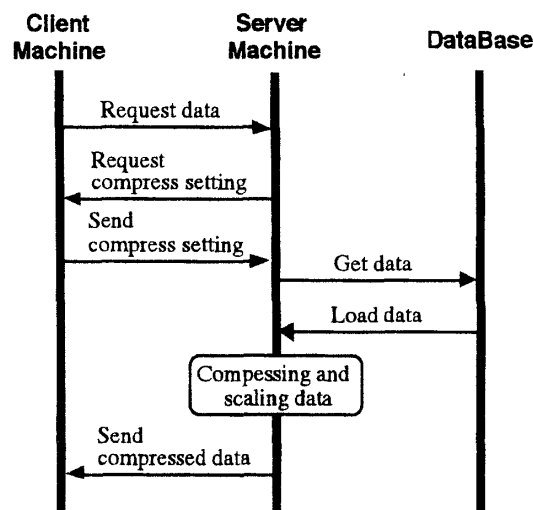 Client
Machine
Server
Machine
DataBase
Request data
Request
compress setting
Send
compress setting
Get data
Load data
Compessing and
scaling data
Send
compressed data